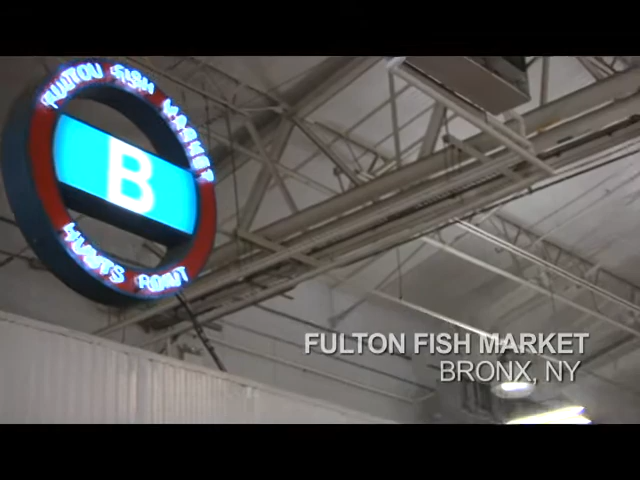 FULTON FISH MARKET
B
HUNTS POINT
FULTON FISH MARKET
BRONX, NY